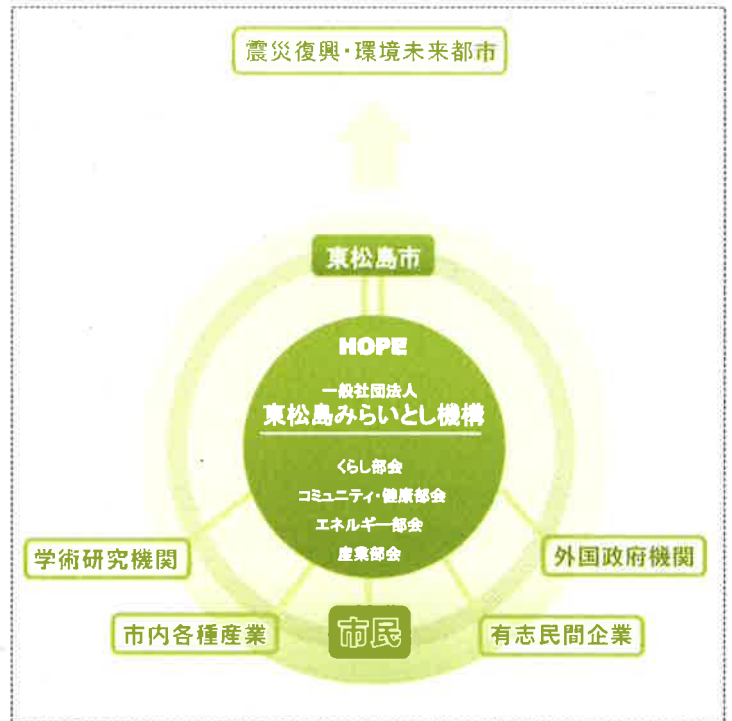 震災復興・環境未来都市
東松島市
HOPE
一般社団法人
東松島みらいとし機構
くらし部会
コミュニティ・健康部会
エネルギー部会
産業部会
学術研究機関
外国政府機関
市内各種産業
市民
有志民間企業